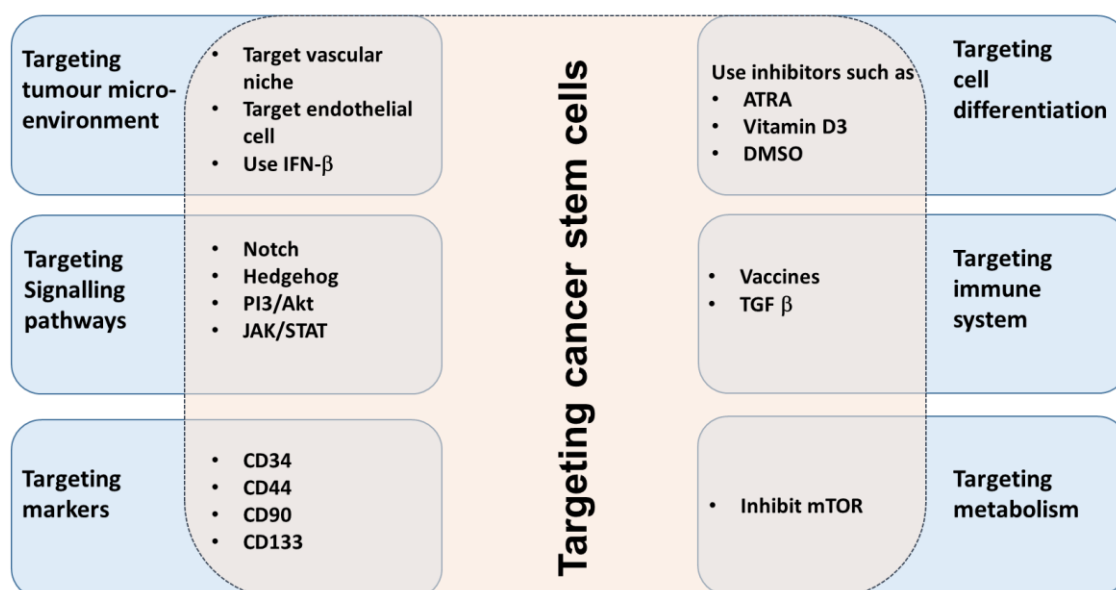 Targeting
tumour micro-
environment
• Target vascular
niche
• Target endothelial
cell
• Use IFN-β
Targeting
Signalling
pathways
• Notch
• Hedgehog
• PI3/Akt
• JAK/STAT
Targeting
markers
• CD34
• CD44
• CD90
• CD133
Targeting cancer stem cells
Use inhibitors such as
• ATRA
• Vitamin D3
• DMSO
Targeting
cell
differentiation
• Vaccines
• TGF β
Targeting
immune
system
• Inhibit mTOR
Targeting
metabolism